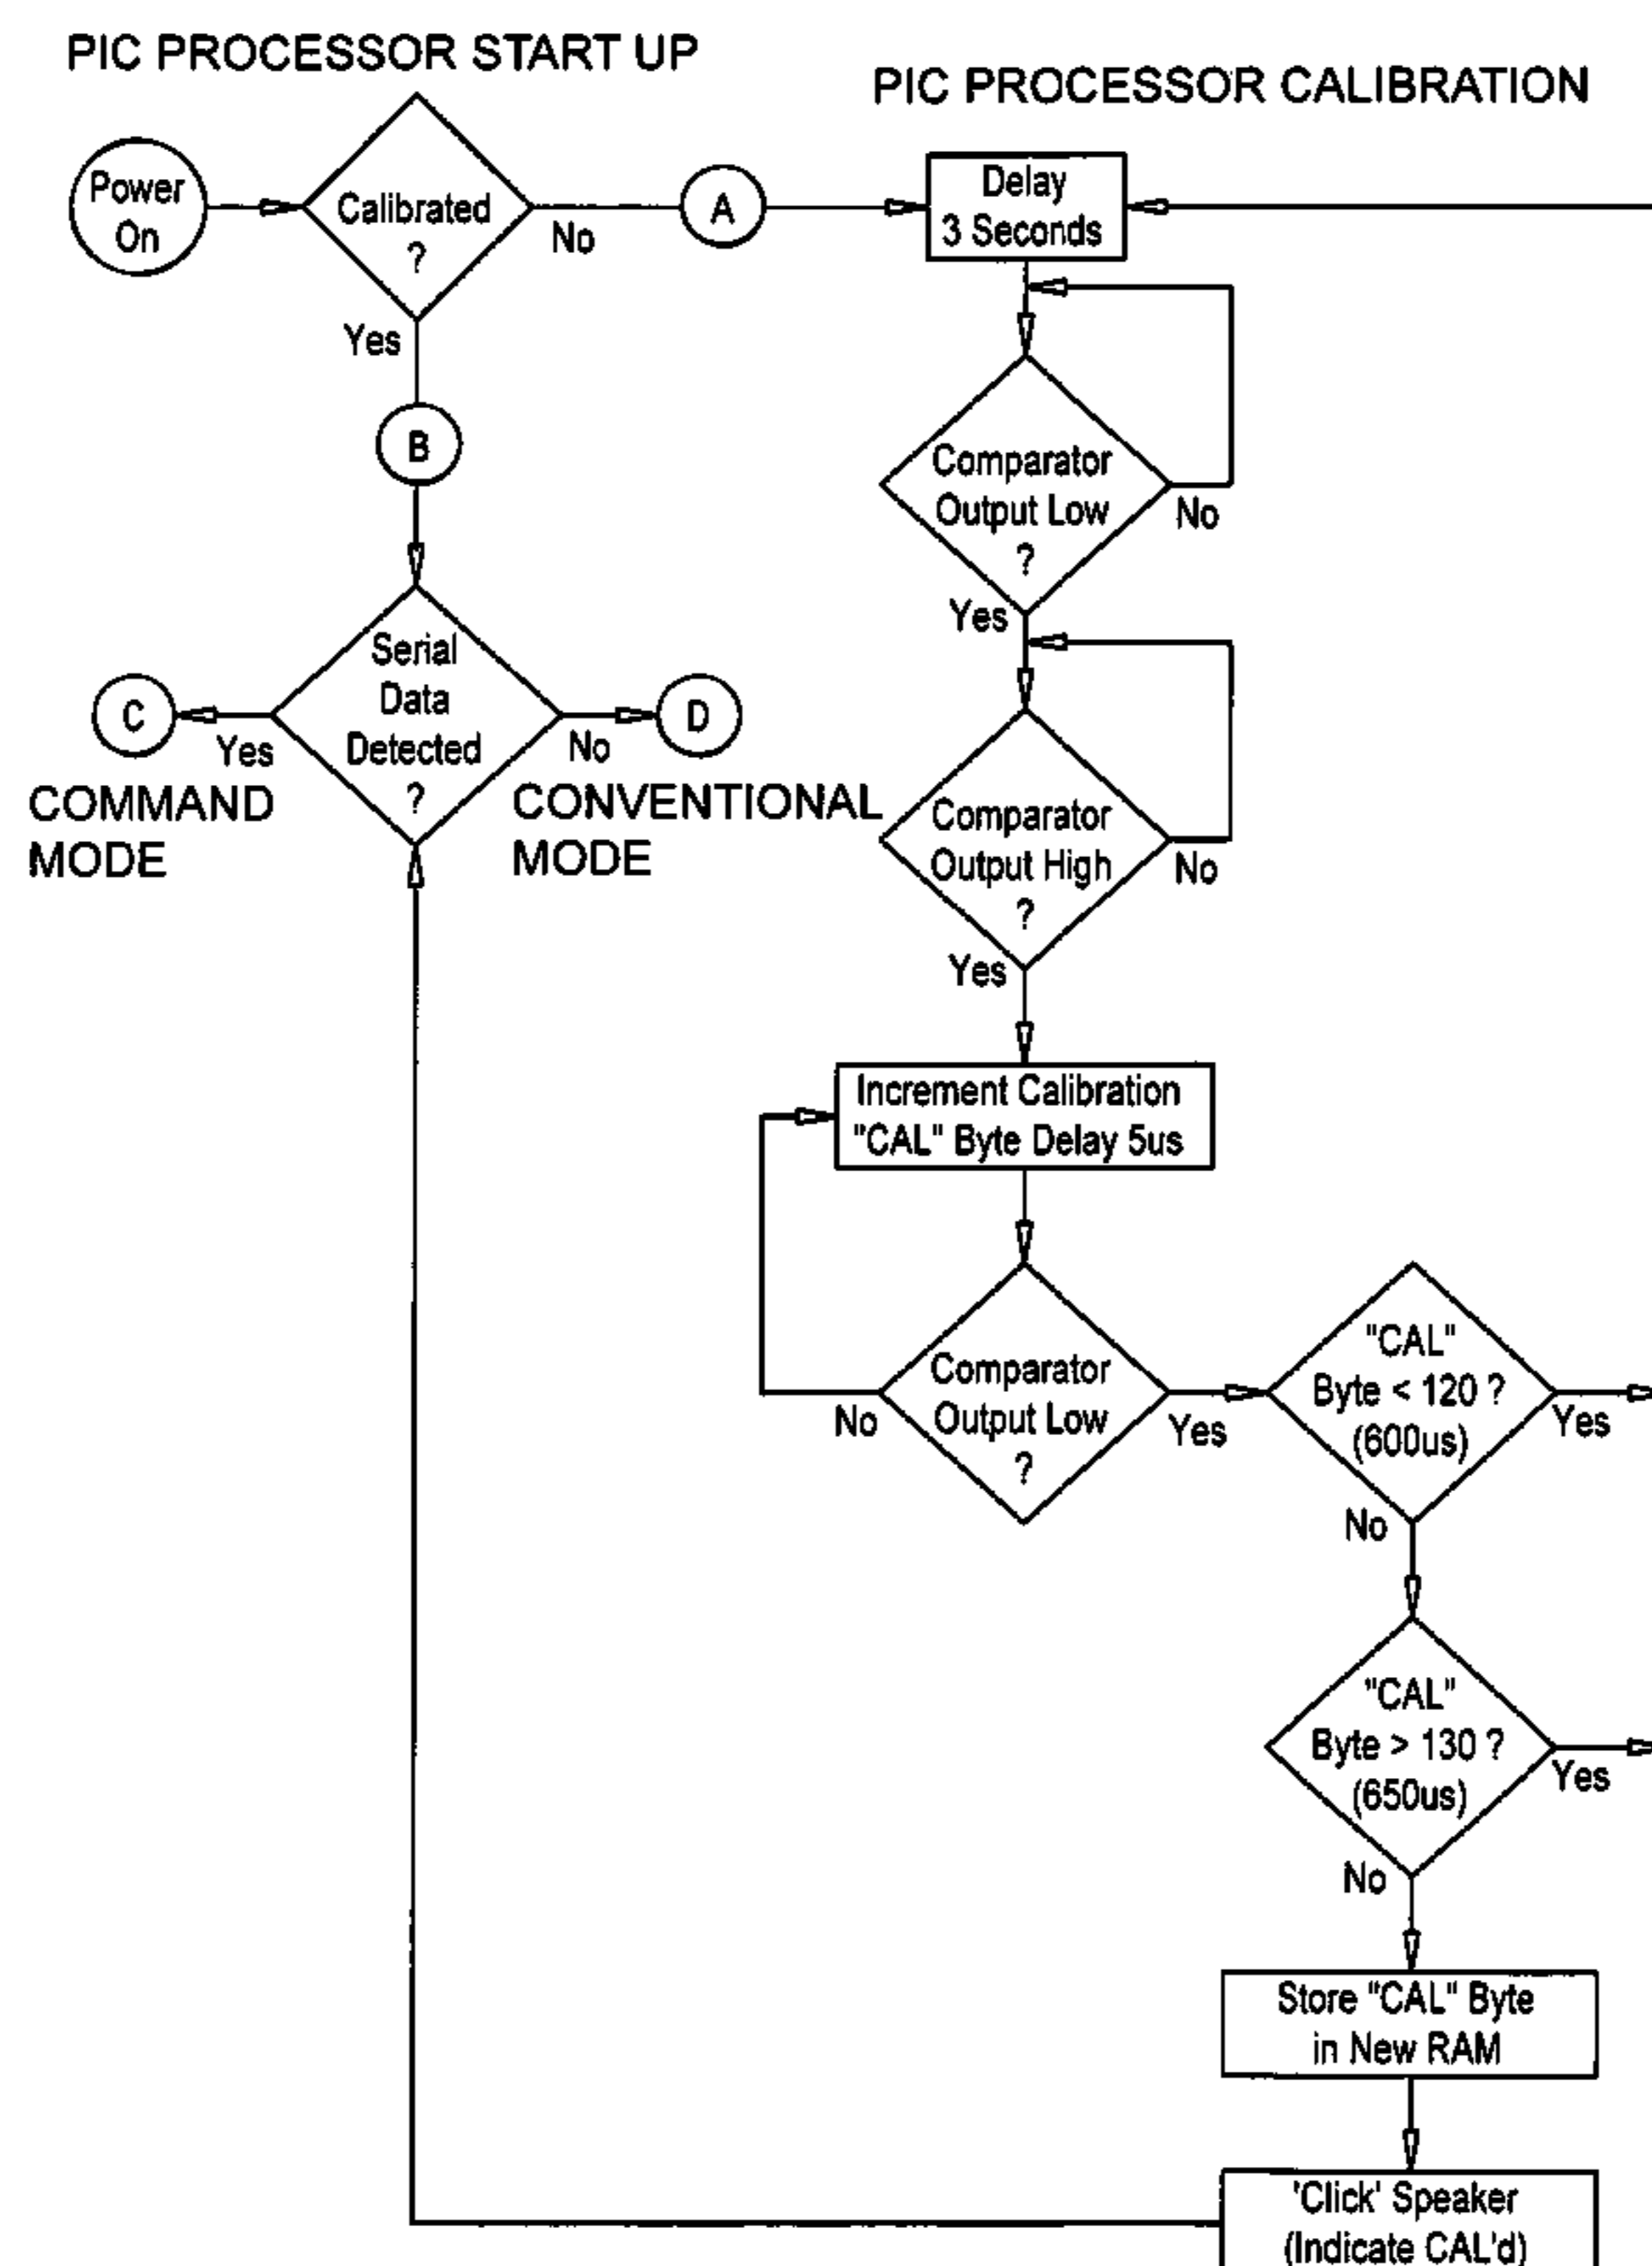 PIC PROCESSOR START UP
Power
On
Calibrated
?
No
A
Yes
B
Serial
Data
Detected
?
C
Yes
COMMAND
MODE
No
D
CONVENTIONAL
MODE
PIC PROCESSOR CALIBRATION
Delay
3 Seconds
Comparator
Output Low
?
No
Yes
Comparator
Output High
?
No
Yes
Increment Calibration
"CAL" Byte Delay 5us
Comparator
Output Low
?
No
Yes
"CAL"
Byte < 120 ?
(600us)
Yes
No
"CAL"
Byte > 130 ?
(650us)
Yes
No
Store "CAL" Byte
in New RAM
'Click' Speaker
(Indicate CAL'd)